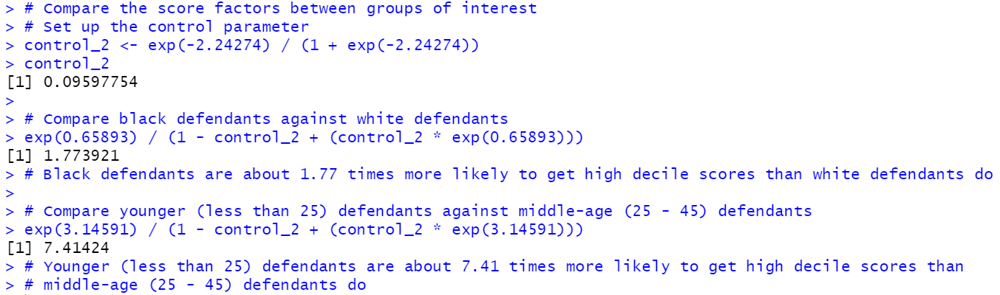 > # Compare the score factors between groups of interest
> # Set up the control parameter
> control_2 <- exp(-2.24274) / (1 + exp(-2.24274))
> control_2
[1] 0.09597754
>
> # Compare black defendants against white defendants
> exp(0.65893) / (1 - control_2 + (control_2 * exp(0.65893)))
[1] 1.773921
> # Black defendants are about 1.77 times more likely to get high decile scores than white defendants do
>
> # Compare younger (less than 25) defendants against middle-age (25 - 45) defendants
> exp(3.14591) / (1 - control_2 + (control_2 * exp(3.14591)))
[1] 7.41424
> # Younger (less than 25) defendants are about 7.41 times more likely to get high decile scores than
> # middle-age (25 - 45) defendants do